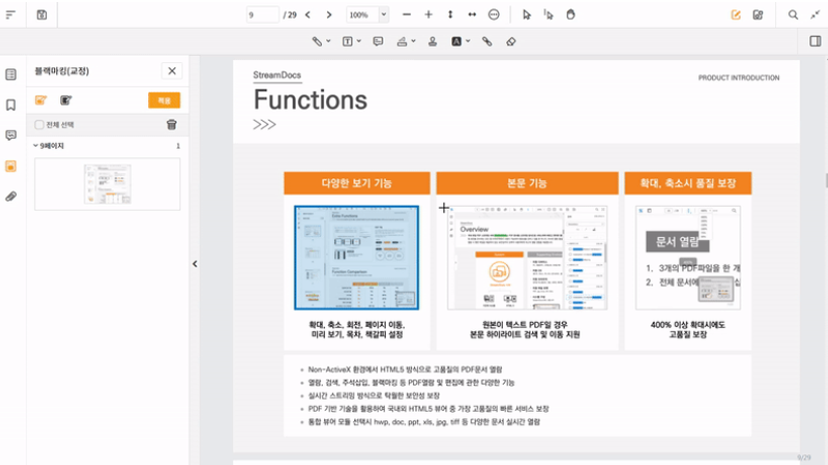 9 / 29
100%
블랙마킹(교정)
적용
전체 선택
9페이지
1
StreamDocs
PRODUCT INTRODUCTION
Functions
다양한 보기 기능
본문 기능
확대, 축소시 품질 보장
Overview
문서 열람
1. 3개의 PDF파일을 한 개
2. 전체 문서에
확대, 축소, 회전, 페이지 이동,
미리 보기, 목차, 책갈피 설정
원본이 텍스트 PDF일 경우
본문 하이라이트 검색 및 이동 지원
400% 이상 확대시에도
고품질 보장
Non-ActiveX 환경에서 HTML5 방식으로 고품질의 PDF문서 열람
열람, 검색, 주석삽입, 블랙마킹 등 PDF열람 및 편집에 관한 다양한 기능
실시간 스트리밍 방식으로 탁월한 보안성 보장
PDF 기반 기술을 활용하여 국내외 HTML5 뷰어 중 가장 고품질의 빠른 서비스 보장
통합 뷰어 모듈 선택시 hwp, doc, ppt, xls, jpg, tiff 등 다양한 문서 실시간 열람
9/29